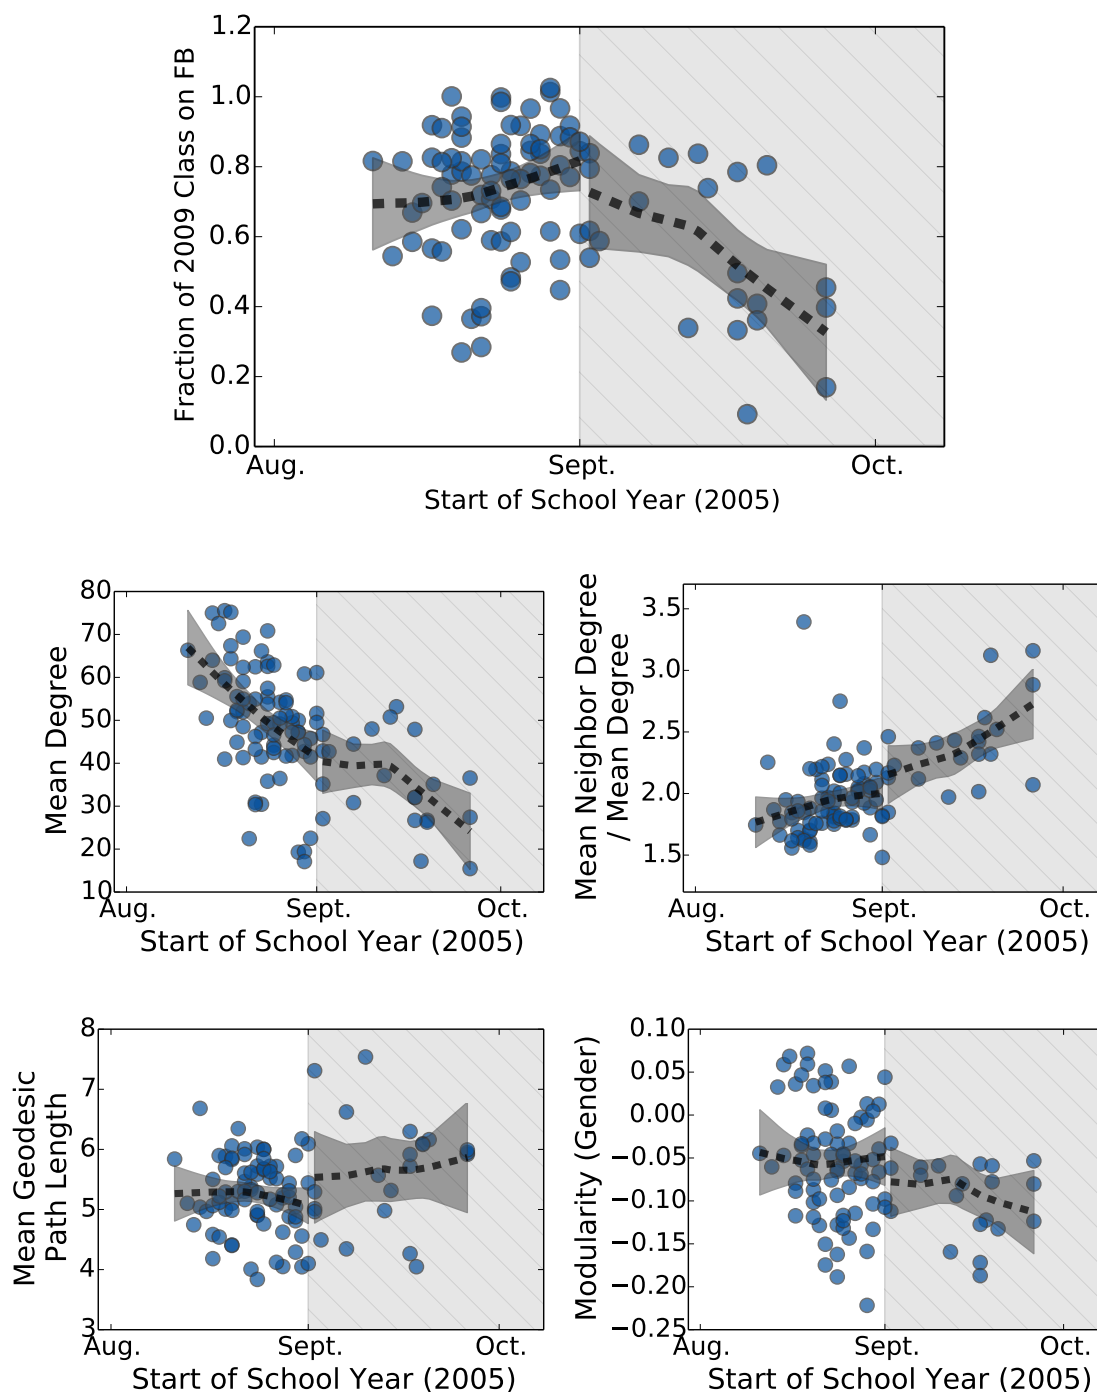 Fraction of 2009 Class on FB
1.2
1.0
0.8
0.6
0.4
0.2
0.0
Aug. Sept. Oct.
Start of School Year (2005)
Mean Degree
80
70
60
50
40
30
20
10
Aug. Sept. Oct.
Start of School Year (2005)
Mean Neighbor Degree
/ Mean Degree
3.5
3.0
2.5
2.0
1.5
Aug. Sept. Oct.
Start of School Year (2005)
Mean Geodesic
Path Length
8
7
6
5
4
3
Aug. Sept. Oct.
Start of School Year (2005)
Modularity (Gender)
0.10
0.05
0.00
−0.05
−0.10
−0.15
−0.20
−0.25
Aug. Sept. Oct.
Start of School Year (2005)